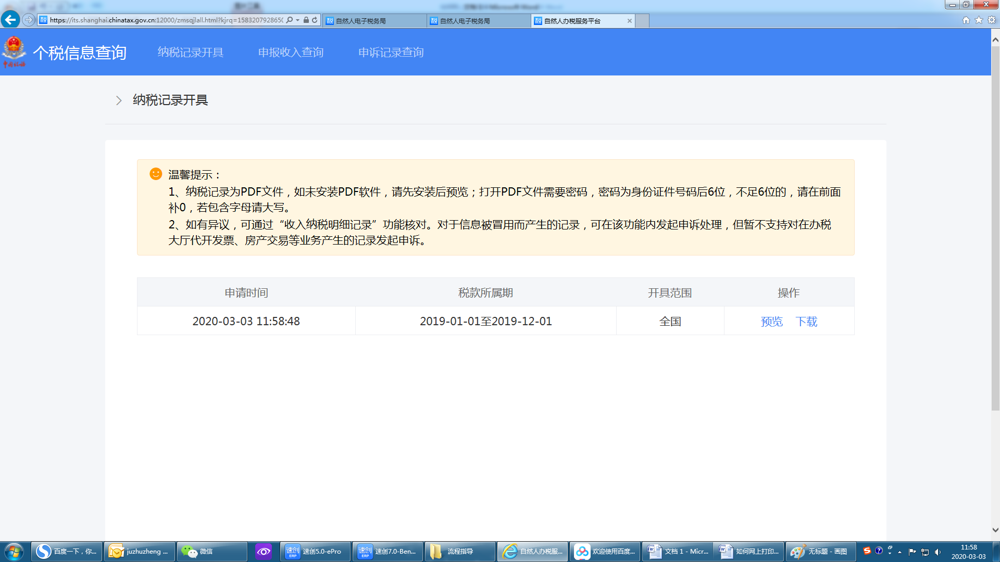 https://its.shanghai.chinatax.gov.cn:12000/zmsqjlall.html?kjrq=1583207928650
自然人电子税务局
自然人电子税务局
自然人办税服务平台
个税信息查询
纳税记录开具
申报收入查询
申诉记录查询
纳税记录开具
温馨提示：
1、纳税记录为PDF文件，如未安装PDF软件，请先安装后预览；打开PDF文件需要密码，密码为身份证件号码后6位，不足6位的，请在前面
补0，若包含字母请大写。
2、如有异议，可通过“收入纳税明细记录”功能核对。对于信息被冒用而产生的记录，可在该功能内发起申诉处理，但暂不支持对在办税
大厅代开发票、房产交易等业务产生的记录发起申诉。
申请时间 税款所属期 开具范围 操作
2020-03-03 11:58:48 2019-01-01至2019-12-01 全国 预览 下载
百度一下，你...
juzhuzheng ...
微信
速创 ERP 速创5.0-ePro
速创 ERP 速创7.0-Ben...
流程指导
自然人办税服...
欢迎使用百度...
文档 1 - Micr...
如何网上打印...
无标题 - 画图
11:58
2020-03-03